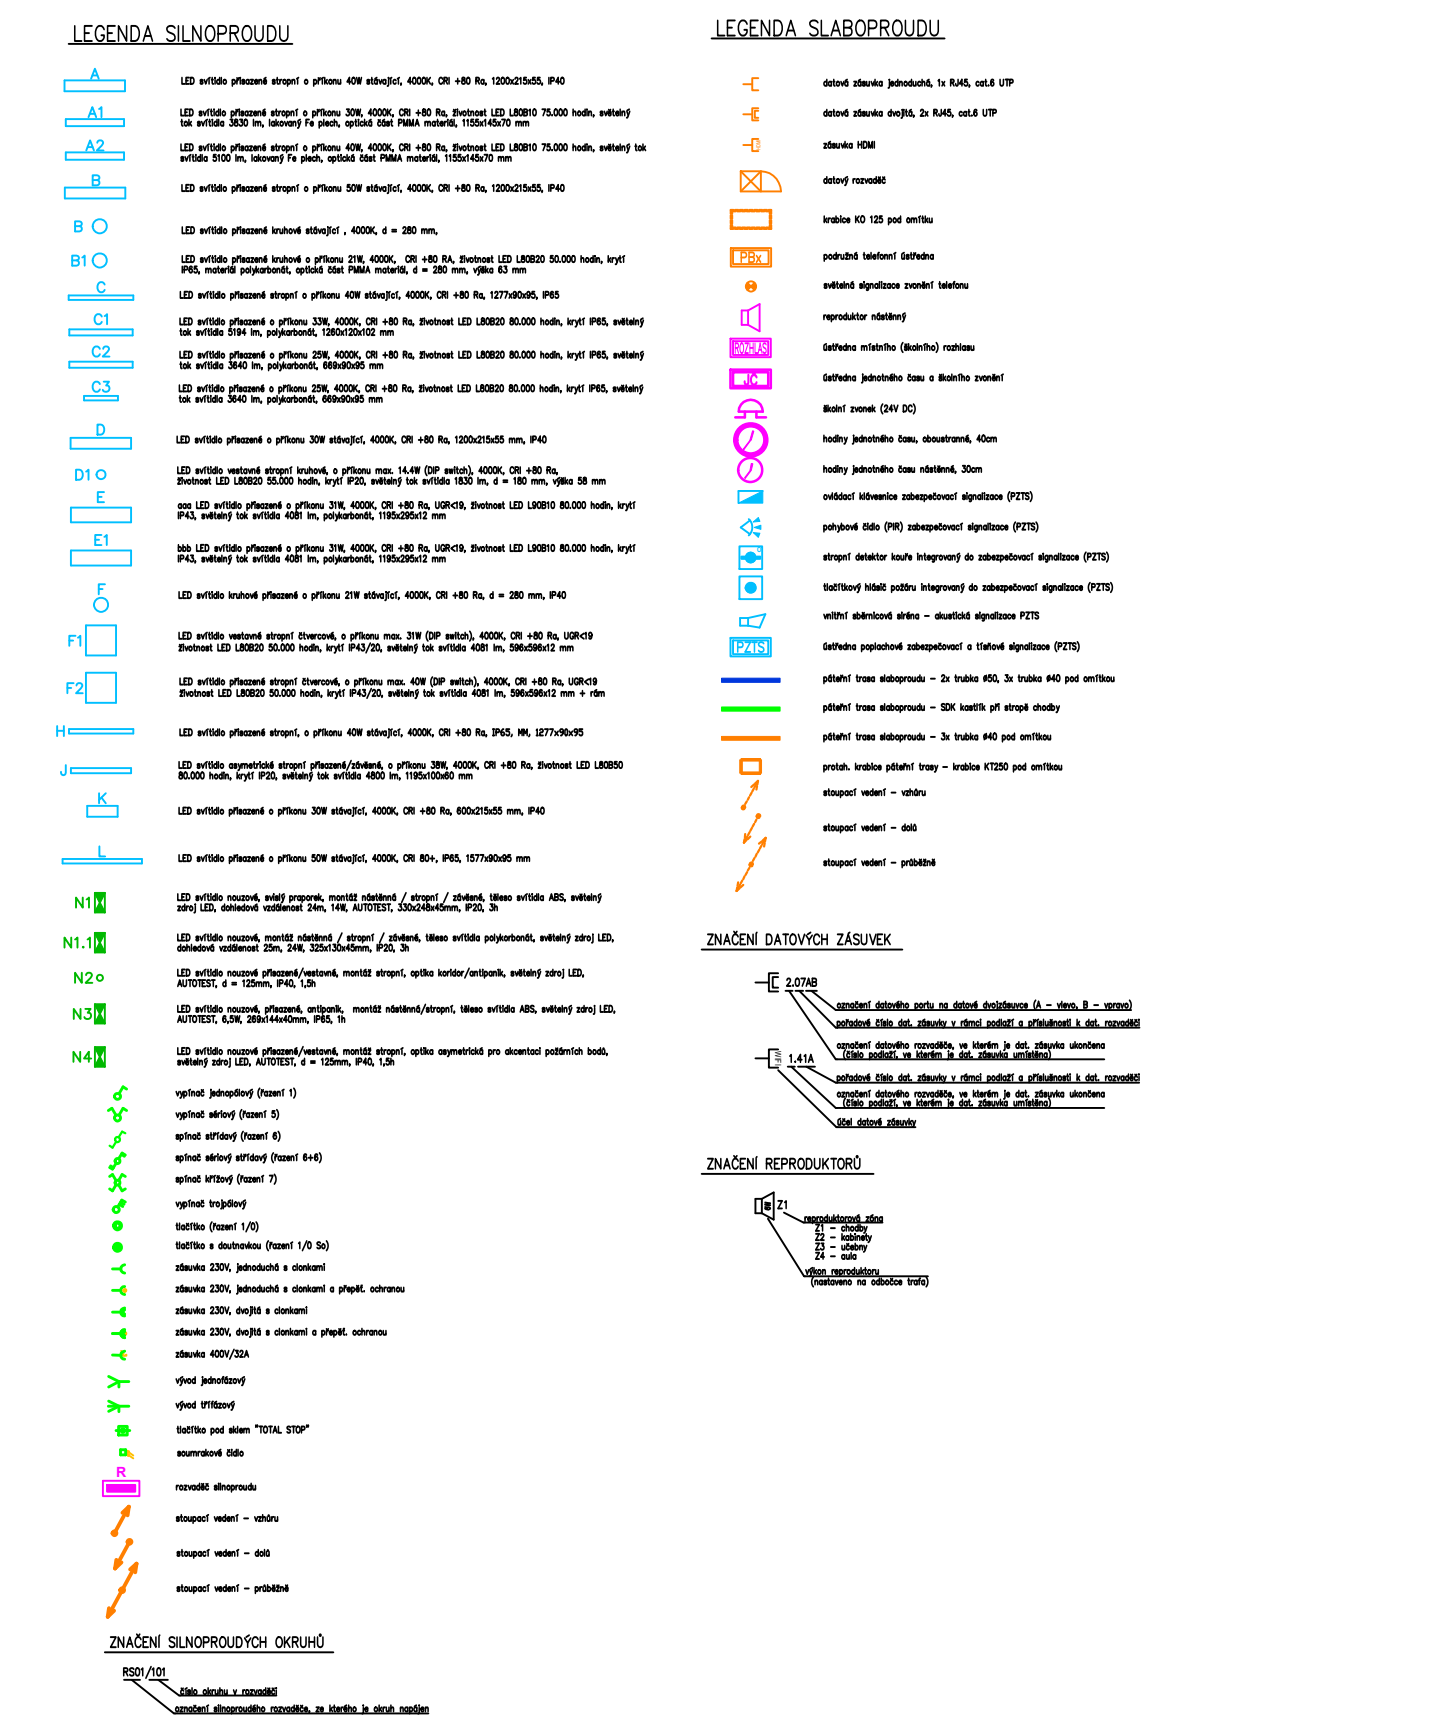 LEGENDA SILNOPROUDU
A
LED svítidlo přisazené stropní o příkonu 40W stávající, 4000K, CRI +80 Ra, 1200x215x55, IP40
A1
LED svítidlo přisazené stropní o příkonu 30W, 4000K, CRI +80 Ra, životnost LED L80B10 75.000 hodin, světelný
tok svítidla 3830 lm, lakovaný Fe plech, optická část PMMA materiál, 1155x145x70 mm
A2
LED svítidlo přisazené stropní o příkonu 40W, 4000K, CRI +80 Ra, životnost LED L80B10 75.000 hodin, světelný tok
svítidla 5100 lm, lakovaný Fe plech, optická část PMMA materiál, 1155x145x70 mm
B
LED svítidlo přisazené stropní o příkonu 50W stávající, 4000K, CRI +80 Ra, 1200x215x55, IP40
B
LED svítidlo přisazené kruhové stávající , 4000K, d = 280 mm,
B1
LED svítidlo přisazené kruhové o příkonu 21W, 4000K, CRI +80 RA, životnost LED L80B20 50.000 hodin, krytí
IP65, materiál polykarbonát, optická část PMMA materiál, d = 280 mm, výška 63 mm
C
LED svítidlo přisazené stropní o příkonu 40W stávající, 4000K, CRI +80 Ra, 1277x90x95, IP65
C1
LED svítidlo přisazené o příkonu 33W, 4000K, CRI +80 Ra, životnost LED L80B20 80.000 hodin, krytí IP65, světelný
tok svítidla 5194 lm, polykarbonát, 1260x120x102 mm
C2
LED svítidlo přisazené o příkonu 25W, 4000K, CRI +80 Ra, životnost LED L80B20 80.000 hodin, krytí IP65, světelný
tok svítidla 3640 lm, polykarbonát, 669x90x95 mm
C3
LED svítidlo přisazené o příkonu 25W, 4000K, CRI +80 Ra, životnost LED L80B20 80.000 hodin, krytí IP65, světelný
tok svítidla 3640 lm, polykarbonát, 669x90x95 mm
D
LED svítidlo přisazené o příkonu 30W stávající, 4000K, CRI +80 Ra, 1200x215x55 mm, IP40
D1
LED svítidlo vestavné stropní kruhové, o příkonu max. 14.4W (DIP switch), 4000K, CRI +80 Ra,
životnost LED L80B20 55.000 hodin, krytí IP20, světelný tok svítidla 1830 lm, d = 180 mm, výška 58 mm
E
aaa LED svítidlo přisazené o příkonu 31W, 4000K, CRI +80 Ra, UGR<19, životnost LED L90B10 80.000 hodin, krytí
IP43, světelný tok svítidla 4081 lm, polykarbonát, 1195x295x12 mm
E1
bbb LED svítidlo přisazené o příkonu 31W, 4000K, CRI +80 Ra, UGR<19, životnost LED L90B10 80.000 hodin, krytí
IP43, světelný tok svítidla 4081 lm, polykarbonát, 1195x295x12 mm
F
LED svítidlo kruhové přisazené o příkonu 21W stávající, 4000K, CRI +80 Ra, d = 280 mm, IP40
F1
LED svítidlo vestavné stropní čtvercové, o příkonu max. 31W (DIP switch), 4000K, CRI +80 Ra, UGR<19
životnost LED L80B20 50.000 hodin, krytí IP43/20, světelný tok svítidla 4081 lm, 596x596x12 mm
F2
LED svítidlo přisazené stropní čtvercové, o příkonu max. 40W (DIP switch), 4000K, CRI +80 Ra, UGR<19
životnost LED L80B20 50.000 hodin, krytí IP43/20, světelný tok svítidla 4081 lm, 596x596x12 mm + rám
H
LED svítidlo přisazené stropní, o příkonu 40W stávající, 4000K, CRI +80 Ra, IP65, NN, 1277x90x95
J
LED svítidlo asymetrické stropní přisazené/závěsné, o příkonu 38W, 4000K, CRI +80 Ra, životnost LED L80B50
80.000 hodin, krytí IP20, světelný tok svítidla 4800 lm, 1195x100x60 mm
K
LED svítidlo přisazené o příkonu 30W stávající, 4000K, CRI +80 Ra, 600x215x55 mm, IP40
L
LED svítidlo přisazené o příkonu 50W stávající, 4000K, CRI 80+, IP65, 1577x90x95 mm
N1
LED svítidlo nouzové, svislý praporek, montáž nástěnná / stropní / závěsné, těleso svítidla ABS, světelný
zdroj LED, dohledová vzdálenost 24m, 14W, AUTOTEST, 330x248x45mm, IP20, 3h
N1.1
LED svítidlo nouzové, montáž nástěnná / stropní / závěsné, těleso svítidla polykarbonát, světelný zdroj LED,
dohledová vzdálenost 25m, 24W, 325x130x45mm, IP20, 3h
N2
LED svítidlo nouzové přisazené/vestavné, montáž stropní, optika koridor/antipanik, světelný zdroj LED,
AUTOTEST, d = 125mm, IP40, 1,5h
N3
LED svítidlo nouzové, přisazené, antipanik, montáž nástěnná/stropní, těleso svítidla ABS, světelný zdroj LED,
AUTOTEST, 6,5W, 269x144x40mm, IP65, 1h
N4
LED svítidlo nouzové přisazené/vestavné, montáž stropní, optika asymetrická pro akcentaci požárních bodů,
světelný zdroj LED, AUTOTEST, d = 125mm, IP40, 1,5h
vypínač jednopólový (řazení 1)
vypínač sériový (řazení 5)
spínač střídavý (řazení 6)
spínač sériový střídavý (řazení 6+6)
spínač křížový (řazení 7)
vypínač trojpólový
tlačítko (řazení 1/0)
tlačítko s doutnavkou (řazení 1/0 So)
zásuvka 230V, jednoduchá s clonkami
zásuvka 230V, jednoduchá s clonkami a přepěť. ochranou
zásuvka 230V, dvojitá s clonkami
zásuvka 230V, dvojitá s clonkami a přepěť. ochranou
zásuvka 400V/32A
vývod jednofázový
vývod třífázový
tlačítko pod sklem "TOTAL STOP"
soumrakové čidlo
R
rozvaděč silnoproudu
stoupací vedení – vzhůru
stoupací vedení – dolů
stoupací vedení – průběžně
ZNAČENÍ SILNOPROUDÝCH OKRUHŮ
RS01/101
číslo okruhu v rozvaděči
označení silnoproudého rozvaděče, ze kterého je okruh napájen
LEGENDA SLABOPROUDU
datová zásuvka jednoduchá, 1x RJ45, cat.6 UTP
datová zásuvka dvojitá, 2x RJ45, cat.6 UTP
zásuvka HDMI
datový rozvaděč
krabice KO 125 pod omítku
PBx
podružná telefonní ústředna
světelná signalizace zvonění telefonu
reproduktor nástěnný
ROZHLAS
ústředna místního (školního) rozhlasu
JC
ústředna jednotného času a školního zvonění
školní zvonek (24V DC)
hodiny jednotného času, oboustranné, 40cm
hodiny jednotného času nástěnné, 30cm
ovládací klávesnice zabezpečovací signalizace (PZTS)
pohybové čidlo (PIR) zabezpečovací signalizace (PZTS)
stropní detektor kouře integrovaný do zabezpečovací signalizace (PZTS)
tlačítkový hlásič požáru integrovaný do zabezpečovací signalizace (PZTS)
vnitřní sběrnicová siréna – akustická signalizace PZTS
PZTS
ústředna poplachové zabezpečovací a tísňové signalizace (PZTS)
páteřní trasa slaboproudu – 2x trubka ø50, 3x trubka ø40 pod omítkou
páteřní trasa slaboproudu – SDK kastlík při stropě chodby
páteřní trasa slaboproudu – 3x trubka ø40 pod omítkou
protah. krabice páteřní trasy – krabice KT250 pod omítkou
stoupací vedení – vzhůru
stoupací vedení – dolů
stoupací vedení – průběžně
ZNAČENÍ DATOVÝCH ZÁSUVEK
2.07AB
označení datového portu na datové dvojzásuvce (A – vlevo, B – vpravo)
pořadové číslo dat. zásuvky v rámci podlaží a příslušnosti k dat. rozvaděči
označení datového rozvaděče, ve kterém je dat. zásuvka ukončena
(číslo podlaží, ve kterém je dat. zásuvka umístěna)
WiFi
1.41A
pořadové číslo dat. zásuvky v rámci podlaží a příslušnosti k dat. rozvaděči
označení datového rozvaděče, ve kterém je dat. zásuvka ukončena
(číslo podlaží, ve kterém je dat. zásuvka umístěna)
účel datové zásuvky
ZNAČENÍ REPRODUKTORŮ
Z1
reproduktorová zóna
Z1 – chodby
Z2 – kabinety
Z3 – učebny
Z4 – aula
výkon reproduktoru
(nastaveno na odbočce trafa)